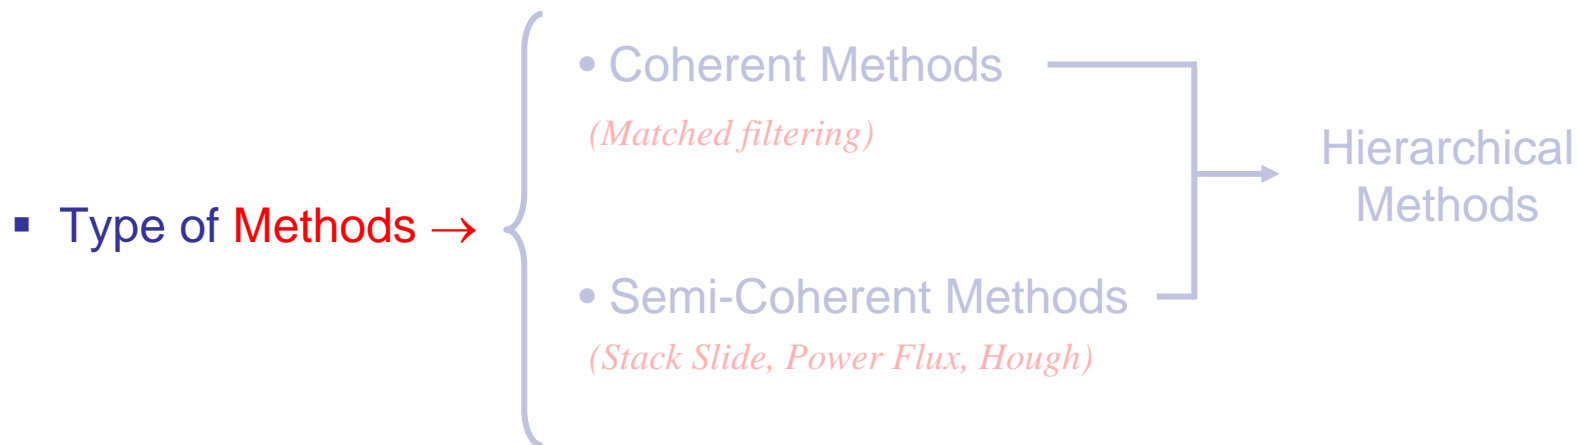 • Coherent Methods
(Matched filtering)
Hierarchical
Methods
▪ Type of Methods →
• Semi-Coherent Methods
(Stack Slide, Power Flux, Hough)